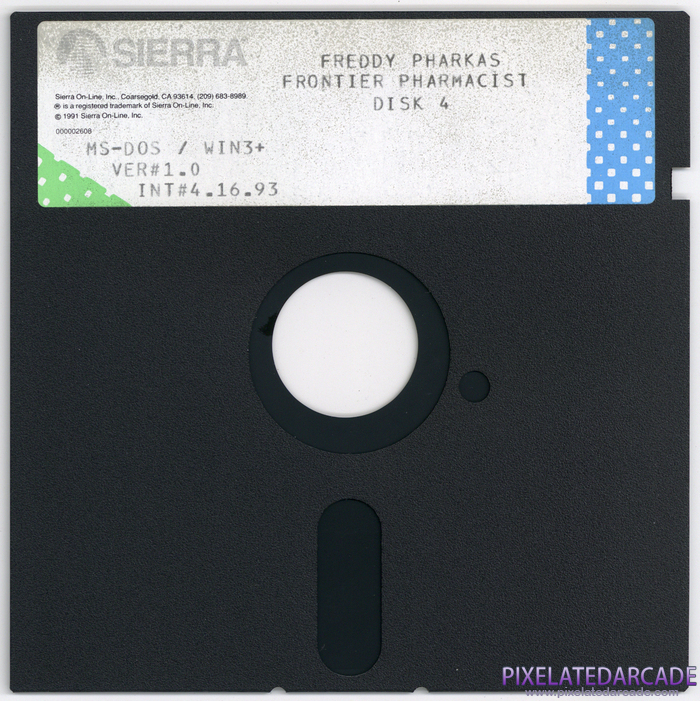 SIERRA
FREDDY PHARKAS
FRONTIER PHARMACIST
DISK 4
Sierra On-Line, Inc., Coarsegold, CA 93614, (209) 683-8989
® is a registered trademark of Sierra On-Line, Inc.
© 1991 Sierra On-Line, Inc.
000002608
MS-DOS / WIN3+
VER#1.0
INT#4.16.93
PIXELATEDARCADE
www.pixelatedarcade.com